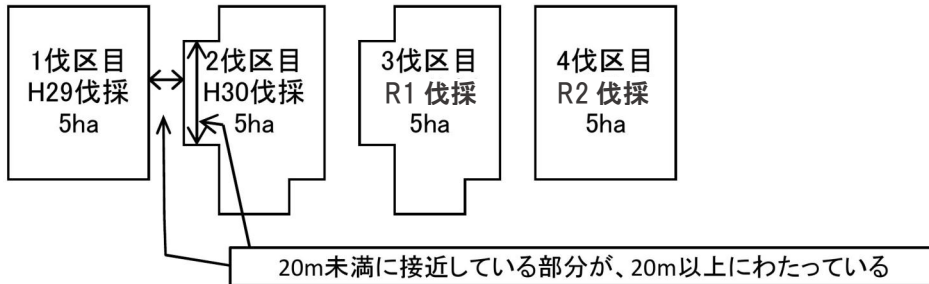 1伐区目
H29伐採
5ha
2伐区目
H30伐採
5ha
3伐区目
R1 伐採
5ha
4伐区目
R2 伐採
5ha
20m未満に接近している部分が、20m以上にわたっている